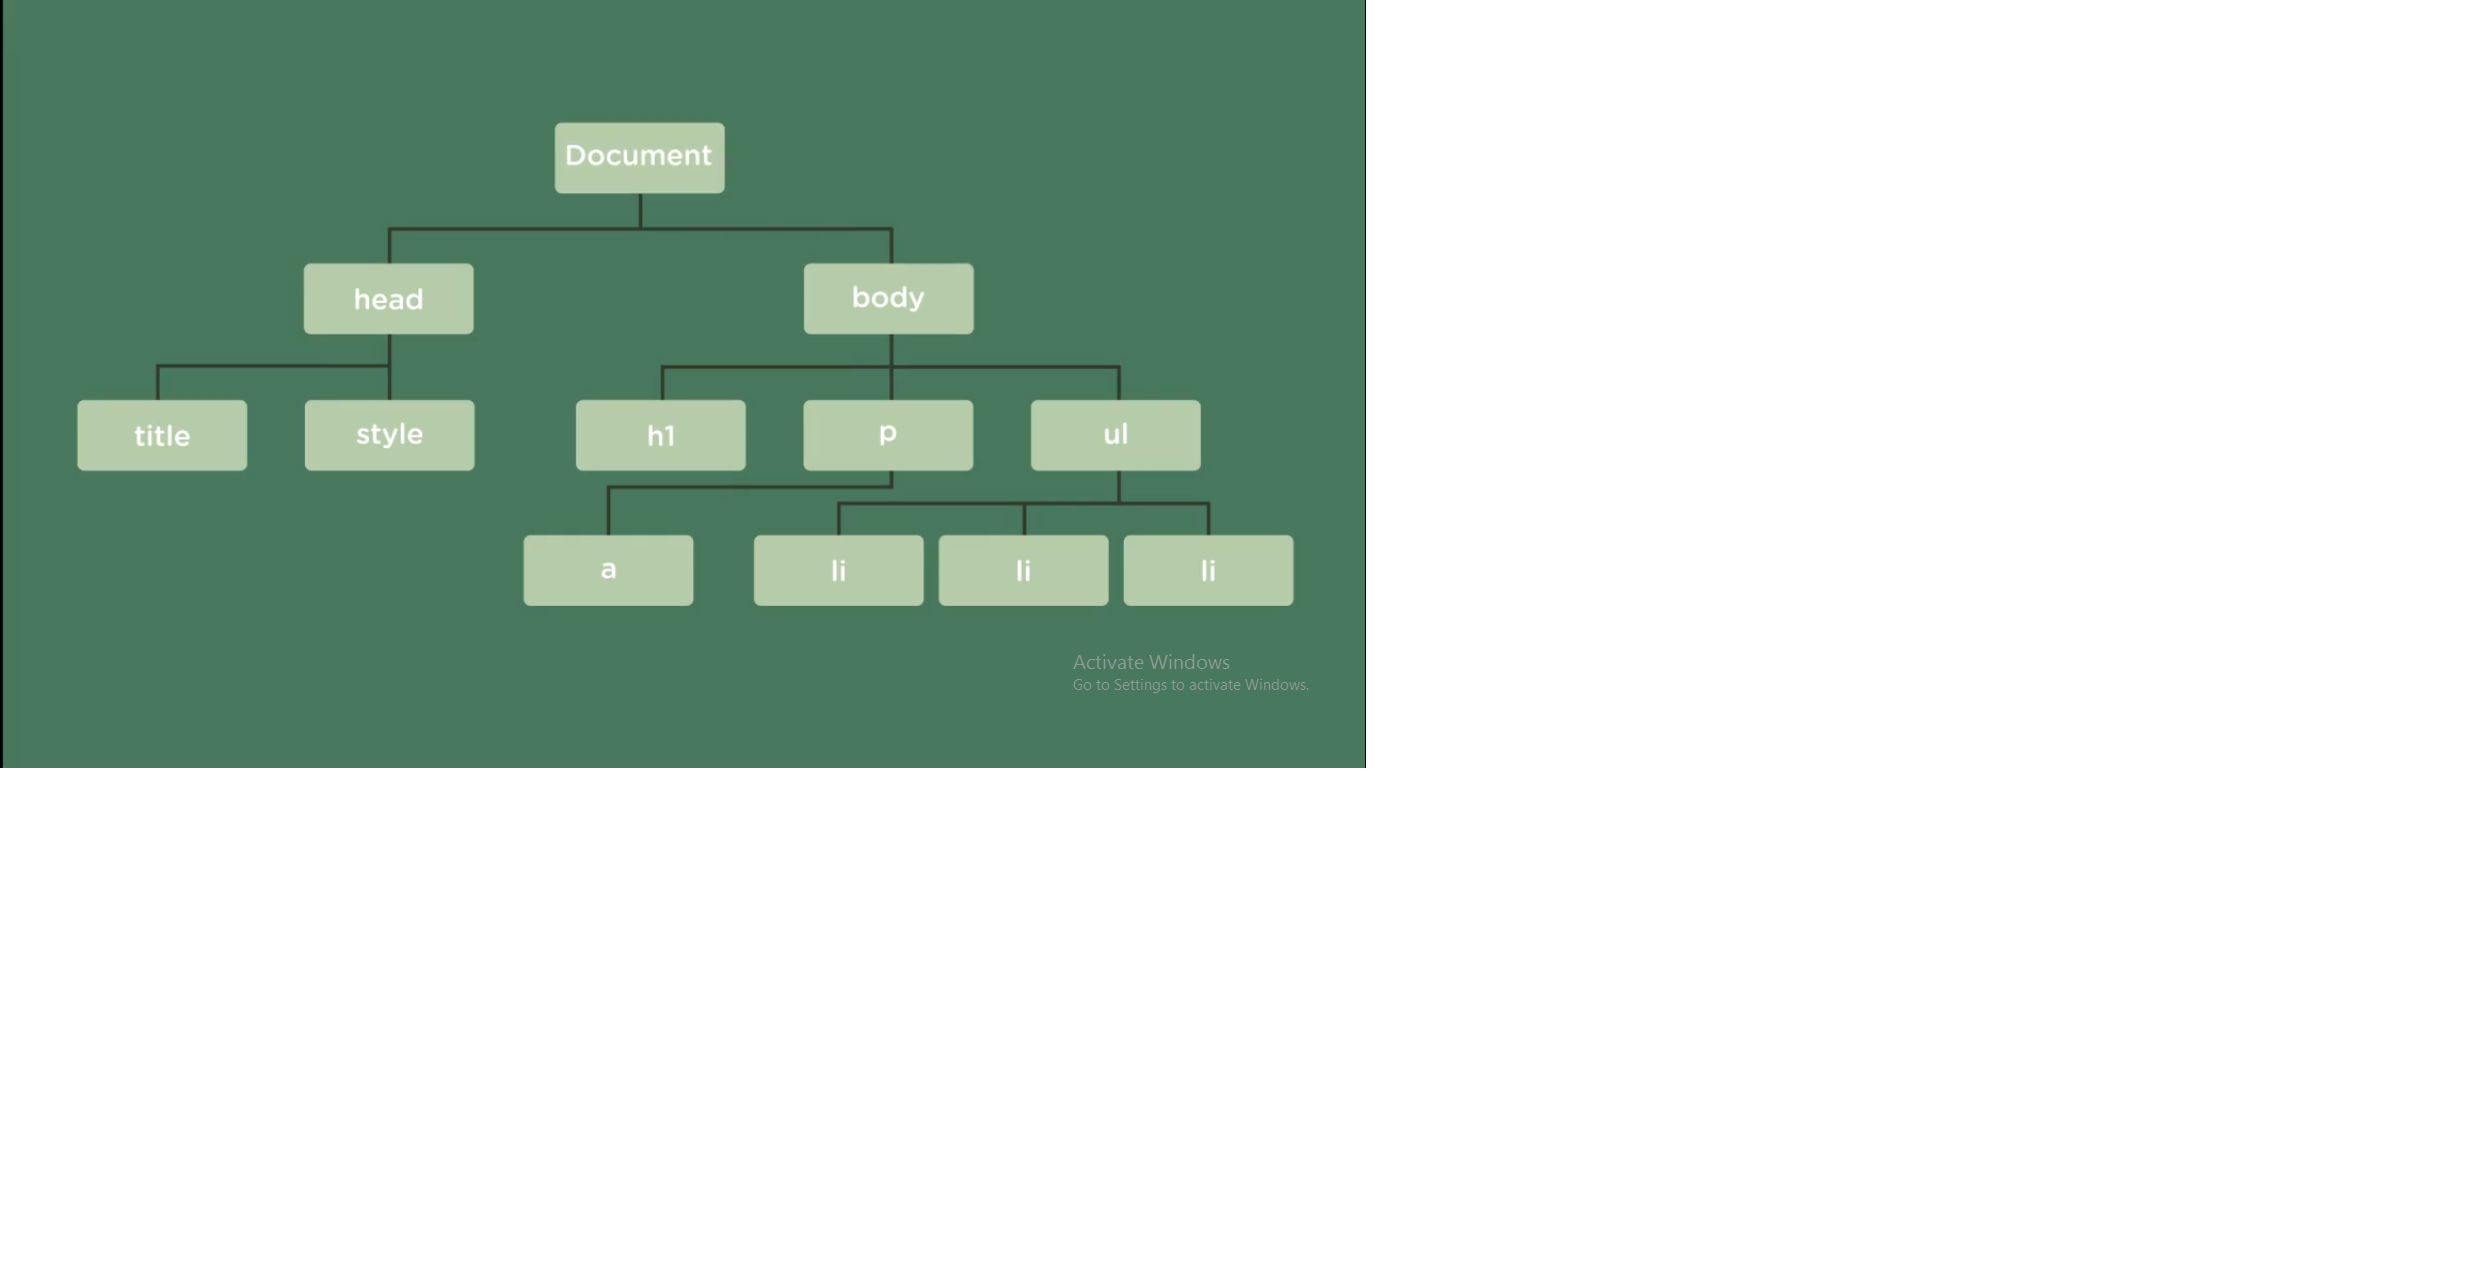 Document
head
body
title
style
h1
p
ul
a
li
li
li
Activate Windows
Go to Settings to activate Windows.